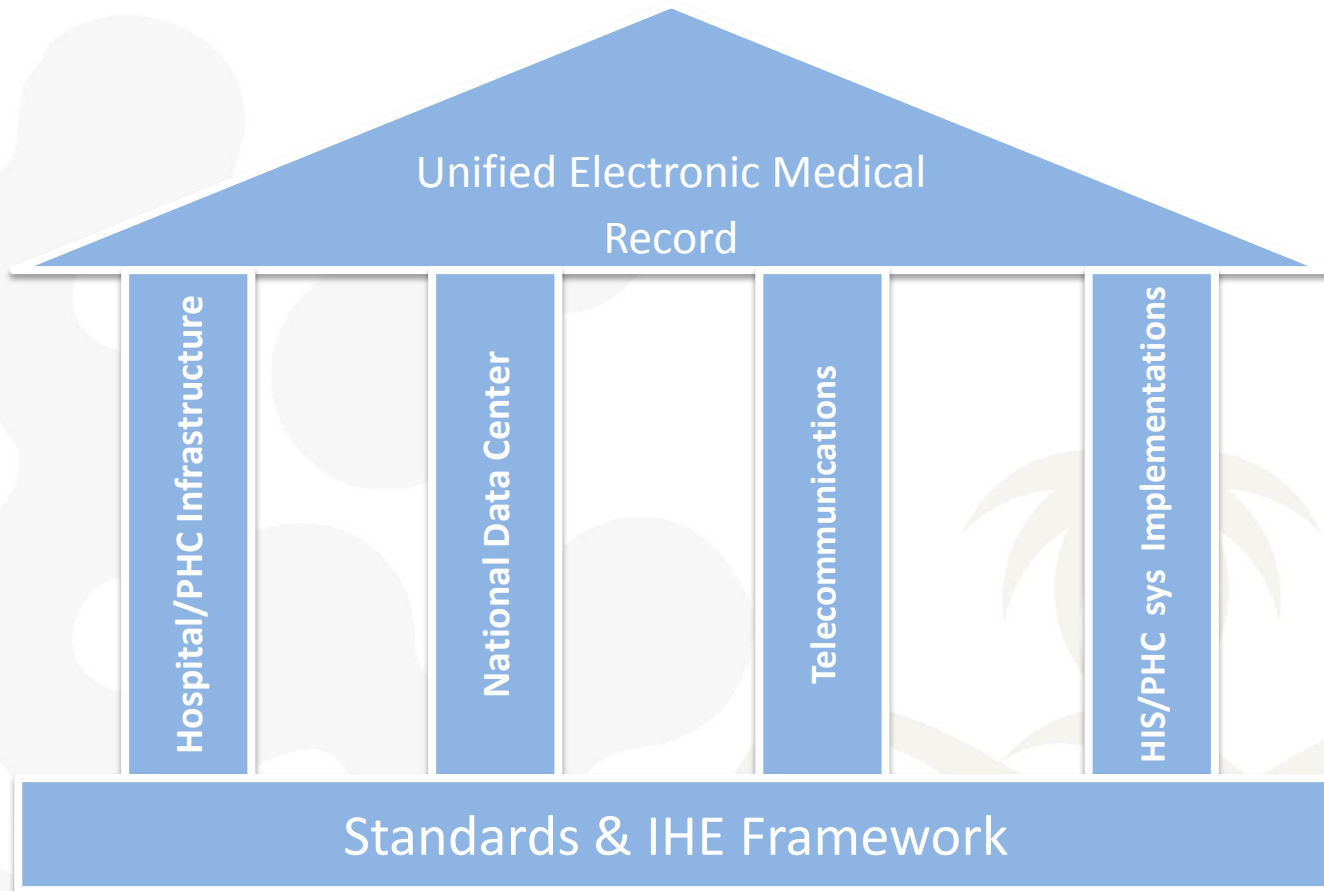 Unified Electronic Medical
Record
Hospital/PHC Infrastructure
National Data Center
Telecommunications
HIS/PHC sys Implementations
Standards & IHE Framework